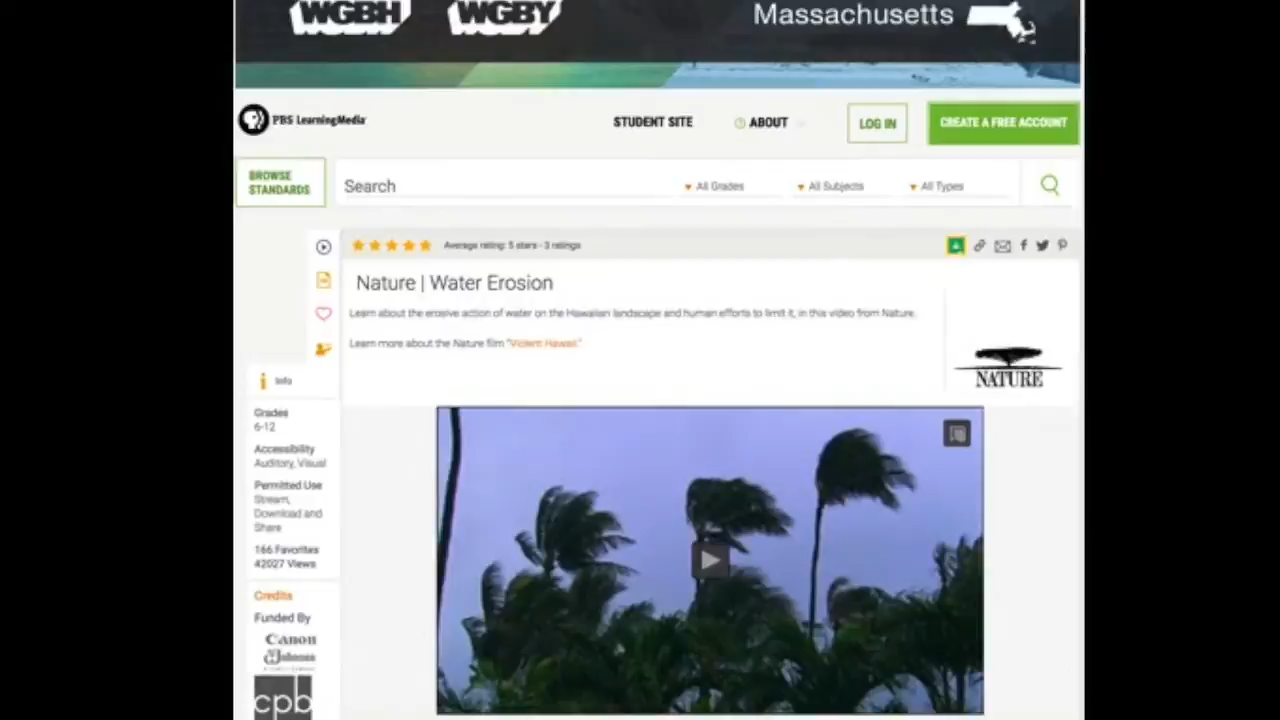 WGBH WGBY Massachusetts
PBS LearningMedia STUDENT SITE ABOUT LOG IN CREATE A FREE ACCOUNT
BROWSE
STANDARDS
Search All Grades All Subjects All Types
Average rating: 5 stars - 3 ratings
Nature | Water Erosion
Learn about the erosive action of water on the Hawaiian landscape and human efforts to limit it, in this video from Nature.
Learn more about the Nature film "Violent Hawaii."
NATURE
Info
Grades
6-12
Accessibility
Auditory, Visual
Permitted Use
Stream,
Download and
Share
166 Favorites
42027 Views
Credits
Funded By
Canon
cpb